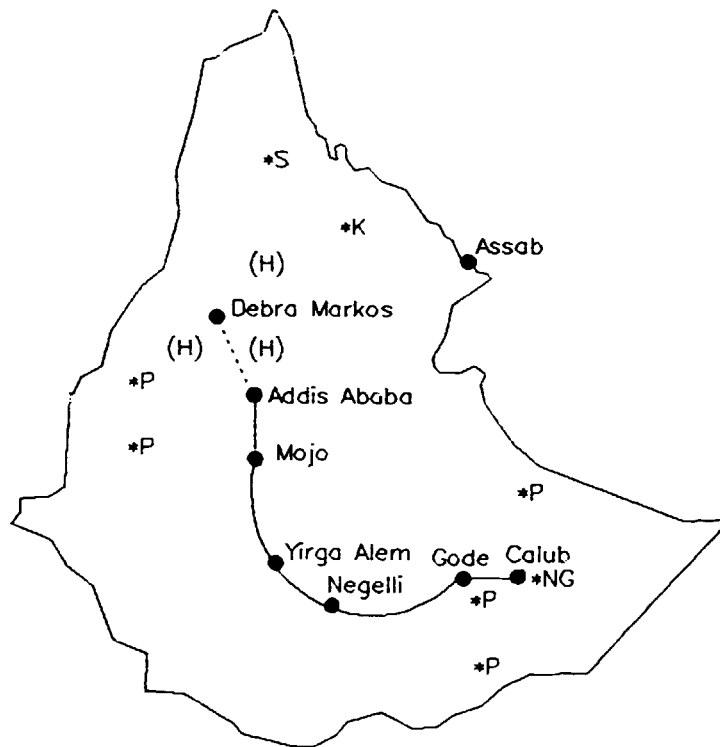 *S
*K
(H)
Assab
Debra Markos
(H)
(H)
*P
Addis Ababa
*P
Mojo
*P
Yirga Alem
Gode
Calub
Negelli
*NG
*P
*P